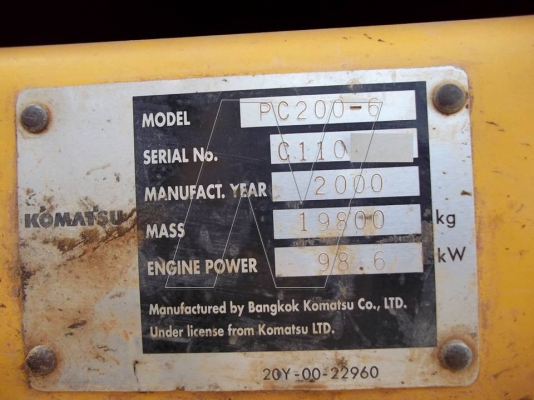 MODEL PC200-6
SERIAL No. C110
MANUFACT. YEAR 2000
KOMATSU
MASS 19800 kg
ENGINE POWER 98.6 kW
Manufactured by Bangkok Komatsu Co., LTD.
Under license from Komatsu LTD.
20Y-00-22960